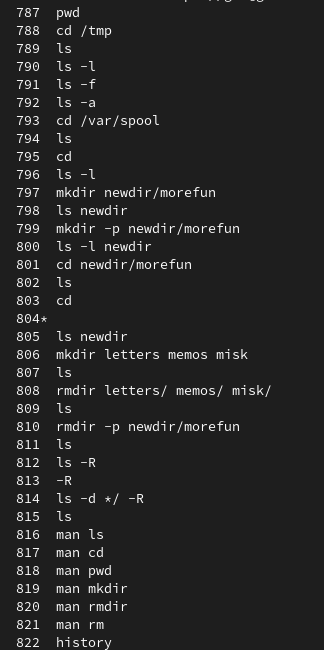 787 pwd
788 cd /tmp
789 ls
790 ls -l
791 ls -f
792 ls -a
793 cd /var/spool
794 ls
795 cd
796 ls -l
797 mkdir newdir/morefun
798 ls newdir
799 mkdir -p newdir/morefun
800 ls -l newdir
801 cd newdir/morefun
802 ls
803 cd
804*
805 ls newdir
806 mkdir letters memos misk
807 ls
808 rmdir letters/ memos/ misk/
809 ls
810 rmdir -p newdir/morefun
811 ls
812 ls -R
813 -R
814 ls -d */ -R
815 ls
816 man ls
817 man cd
818 man pwd
819 man mkdir
820 man rmdir
821 man rm
822 history